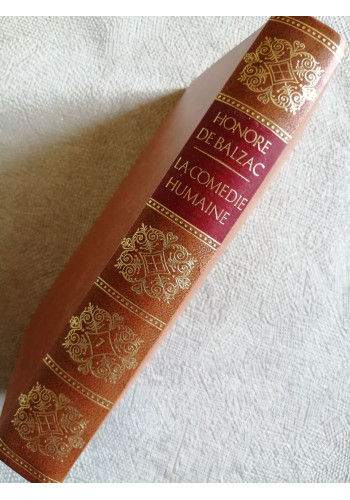 HONORE
DE BALZAC
LA COMEDIE
HUMAINE
1